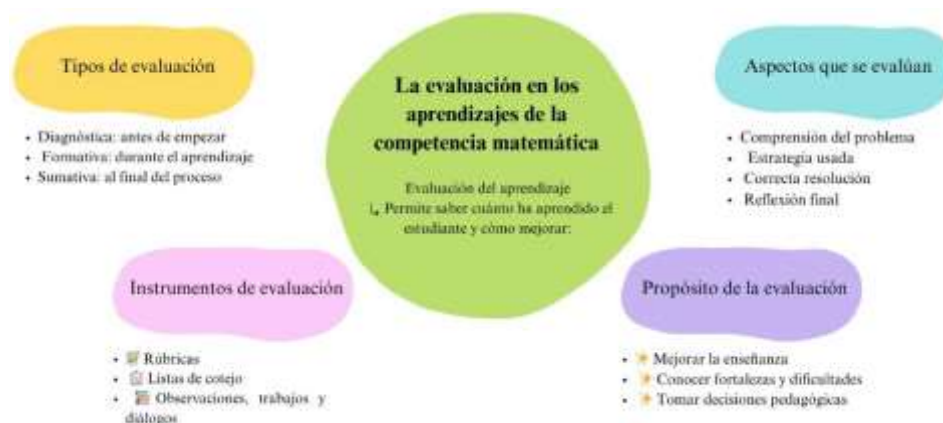 Tipos de evaluación
• Diagnóstica: antes de empezar
• Formativa: durante el aprendizaje
• Sumativa: al final del proceso
La evaluación en los
aprendizajes de la
competencia matemática
Evaluación del aprendizaje
↳ Permite saber cuánto ha aprendido el
estudiante y cómo mejorar:
Aspectos que se evalúan
• Comprensión del problema
• Estrategia usada
• Correcta resolución
• Reflexión final
Instrumentos de evaluación
• Rúbricas
• Listas de cotejo
• Observaciones, trabajos y
diálogos
Propósito de la evaluación
• Mejorar la enseñanza
• Conocer fortalezas y dificultades
• Tomar decisiones pedagógicas